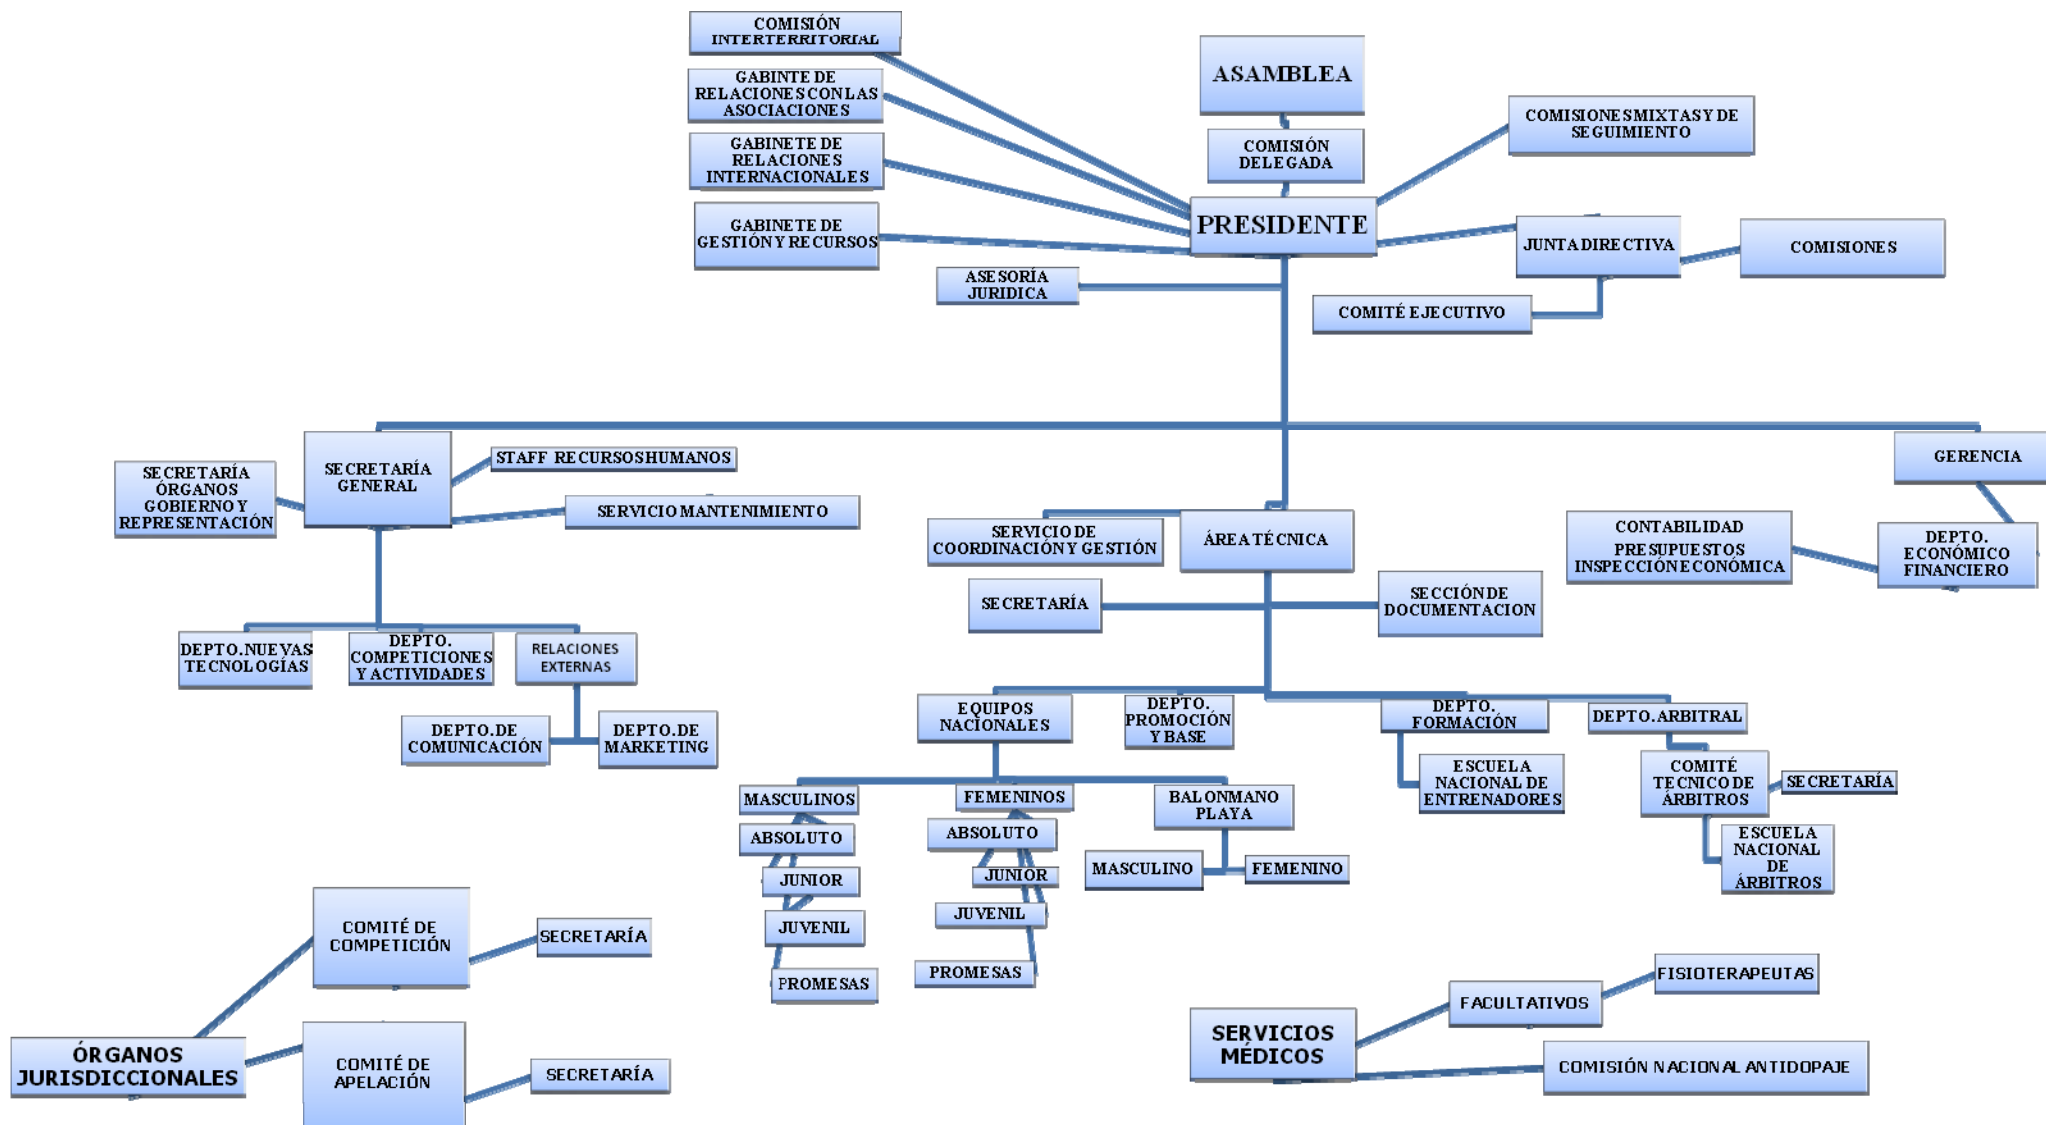 COMISIÓN
INTERTERRITORIAL
GABINTE DE
RELACIONES CON LAS
ASOCIACIONES
GABINETE DE
RELACIONES
INTERNACIONALES
GABINETE DE
GESTIÓN Y RECURSOS
ASESORÍA
JURIDICA
ASAMBLEA
COMISIÓN
DELEGADA
PRESIDENTE
COMISIONES MIXTAS Y DE
SEGUIMIENTO
JUNTA DIRECTIVA
COMISIONES
COMITÉ EJECUTIVO
SECRETARÍA
GENERAL
STAFF RECURSOS HUMANOS
SECRETARÍA
ÓRGANOS
GOBIERNO Y
REPRESENTACIÓN
SERVICIO MANTENIMIENTO
DEPTO. NUEVAS
TECNOLOGÍAS
DEPTO.
COMPETICIONES
Y ACTIVIDADES
RELACIONES
EXTERNAS
DEPTO. DE
COMUNICACIÓN
DEPTO. DE
MARKETING
SERVICIO DE
COORDINACIÓN Y GESTIÓN
ÁREA TÉCNICA
SECRETARÍA
SECCIÓN DE
DOCUMENTACION
GERENCIA
CONTABILIDAD
PRESUPUESTOS
INSPECCIÓN ECONÓMICA
DEPTO.
ECONÓMICO
FINANCIERO
EQUIPOS
NACIONALES
DEPTO.
PROMOCIÓN
Y BASE
DEPTO.
FORMACIÓN
DEPTO. ARBITRAL
ESCUELA
NACIONAL DE
ENTRENADORES
COMITÉ
TECNICO DE
ÁRBITROS
SECRETARÍA
ESCUELA
NACIONAL
DE
ÁRBITROS
MASCULINOS
ABSOLUTO
JUNIOR
JUVENIL
PROMESAS
FEMENINOS
ABSOLUTO
JUNIOR
JUVENIL
PROMESAS
BALONMANO
PLAYA
MASCULINO
FEMENINO
COMITÉ DE
COMPETICIÓN
SECRETARÍA
ÓRGANOS
JURISDICCIONALES
COMITÉ DE
APELACIÓN
SECRETARÍA
SERVICIOS
MÉDICOS
FACULTATIVOS
FISIOTERAPEUTAS
COMISIÓN NACIONAL ANTIDOPAJE